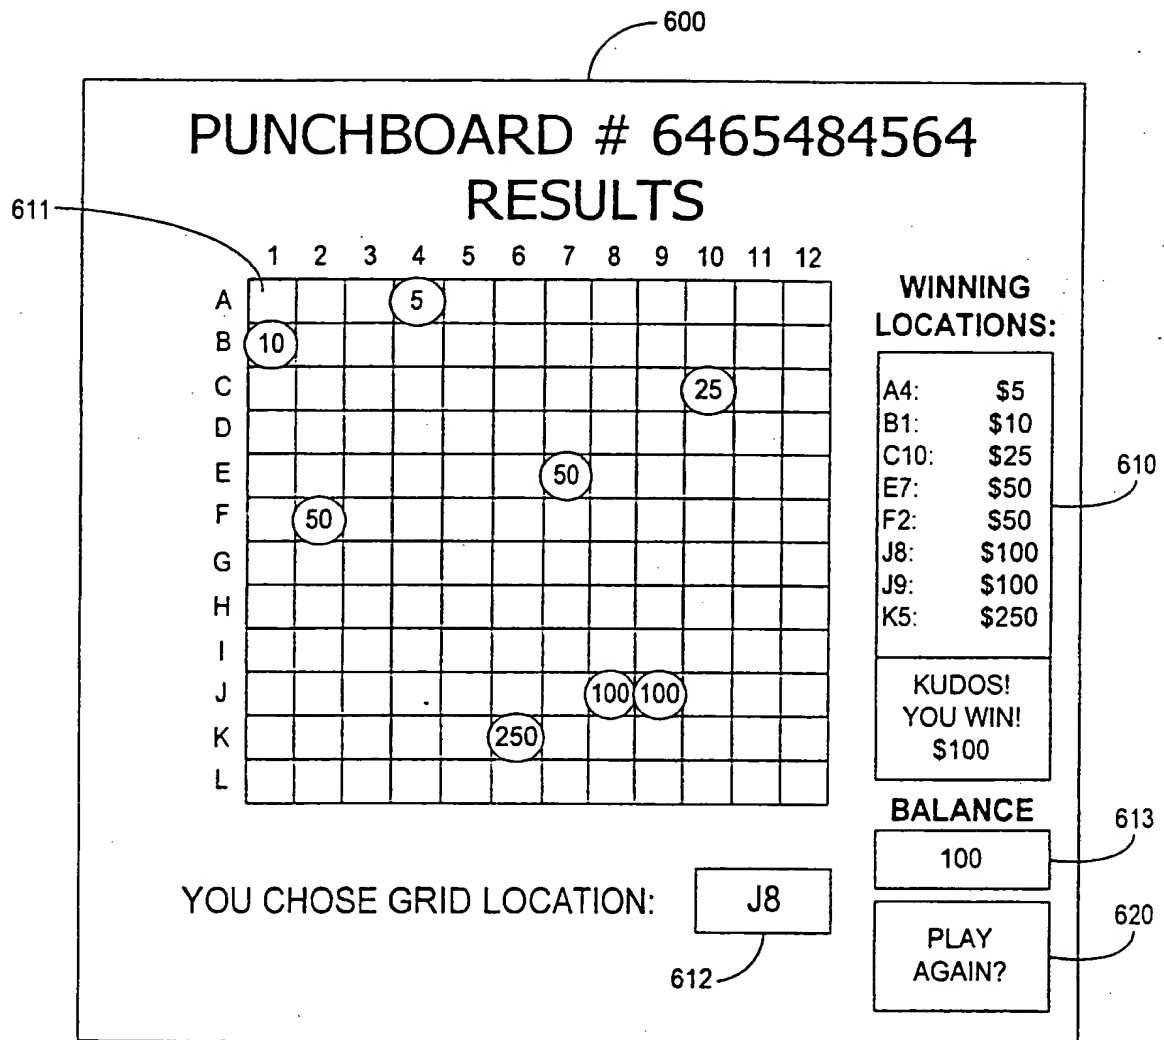 600
PUNCHBOARD # 6465484564
RESULTS
611
1 2 3 4 5 6 7 8 9 10 11 12
A 5
B 10
C 25
D
E 50
F 50
G
H
I
J 100 100
K 250
L
WINNING
LOCATIONS:
A4: $5
B1: $10
C10: $25
E7: $50
F2: $50
J8: $100
J9: $100
K5: $250
610
KUDOS!
YOU WIN!
$100
BALANCE
100
613
YOU CHOSE GRID LOCATION: J8
612
PLAY
AGAIN?
620